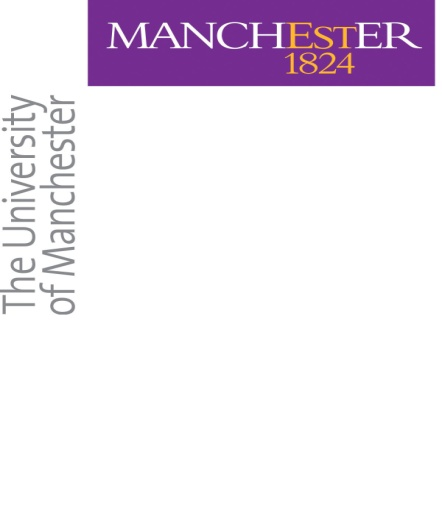 MANCHESTER
1824
The University
of Manchester